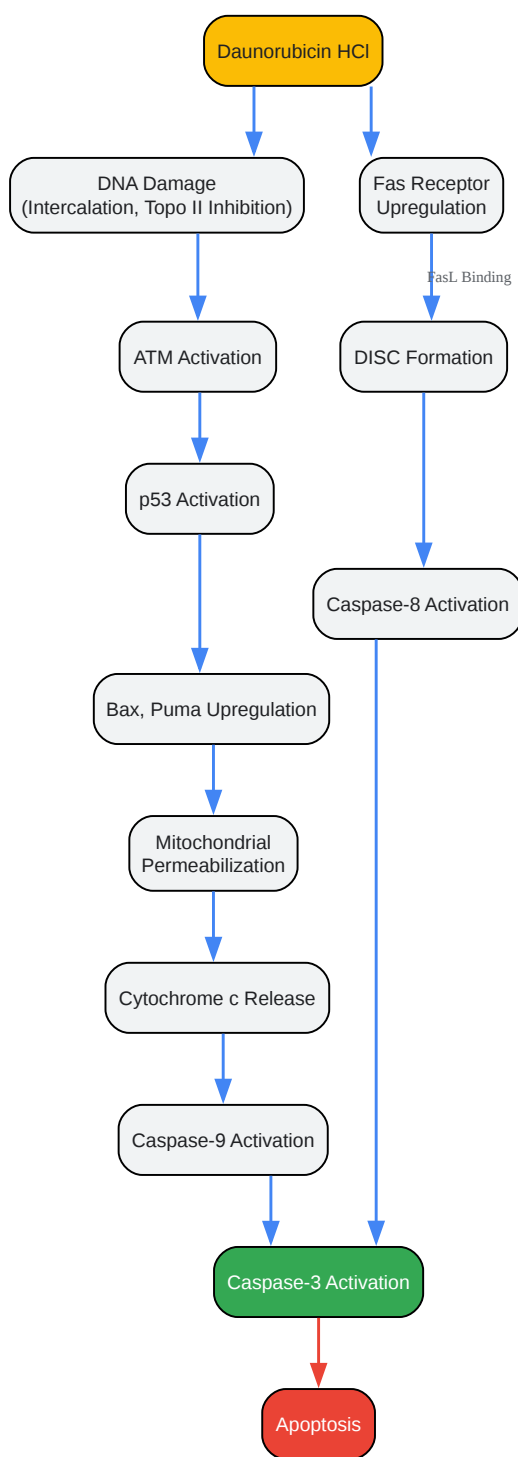 Daunorubicin HCl
DNA Damage
(Intercalation, Topo II Inhibition)
Fas Receptor
Upregulation
FasL Binding
ATM Activation
DISC Formation
p53 Activation
Caspase-8 Activation
Bax, Puma Upregulation
Mitochondrial
Permeabilization
Cytochrome c Release
Caspase-9 Activation
Caspase-3 Activation
Apoptosis